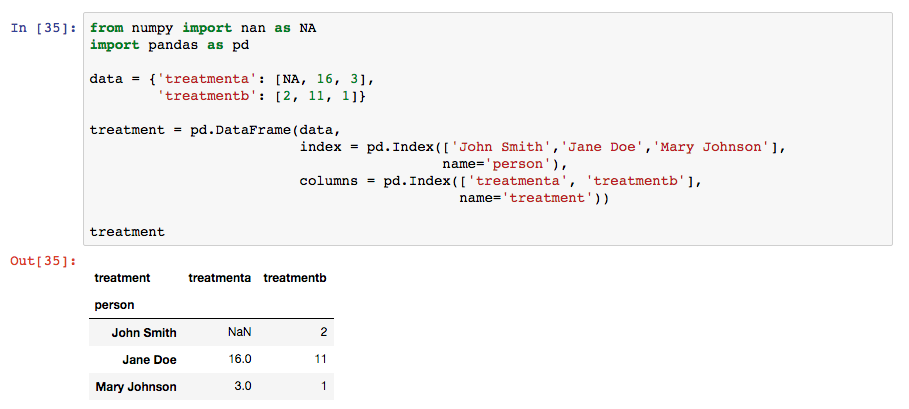 In [35]: from numpy import nan as NA
import pandas as pd
data = {'treatmenta': [NA, 16, 3],
'treatmentb': [2, 11, 1]}
treatment = pd.DataFrame(data,
index = pd.Index(['John Smith','Jane Doe','Mary Johnson'],
name='person'),
columns = pd.Index(['treatmenta', 'treatmentb'],
name='treatment'))
treatment
Out[35]:
treatment treatmenta treatmentb
person
John Smith NaN 2
Jane Doe 16.0 11
Mary Johnson 3.0 1